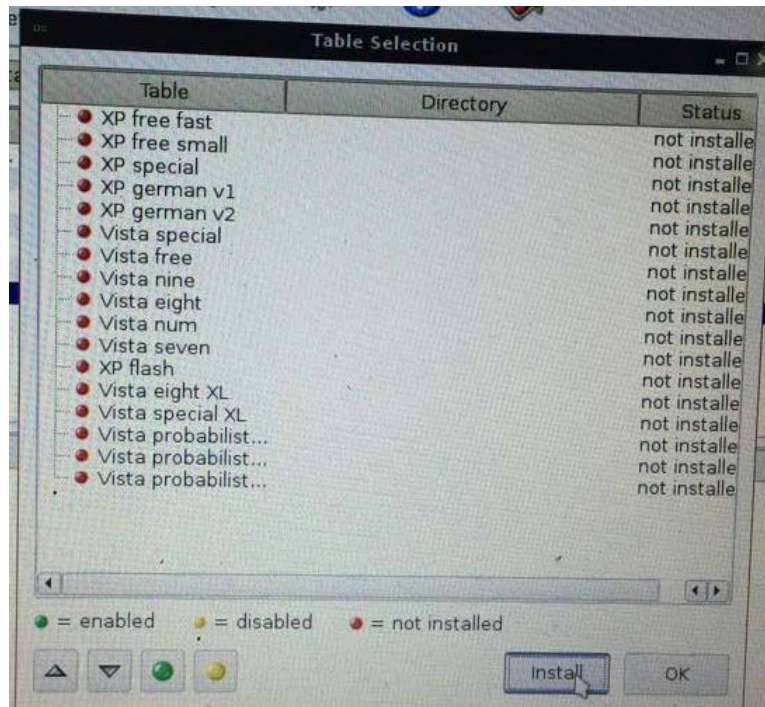 Table Selection
Table Directory Status
XP free fast not installe
XP free small not installe
XP special not installe
XP german v1 not installe
XP german v2 not installe
Vista special not installe
Vista free not installe
Vista nine not installe
Vista eight not installe
Vista num not installe
Vista seven not installe
XP flash not installe
Vista eight XL not installe
Vista special XL not installe
Vista probabilist... not installe
Vista probabilist... not installe
Vista probabilist... not installe
= enabled = disabled = not installed
Install OK